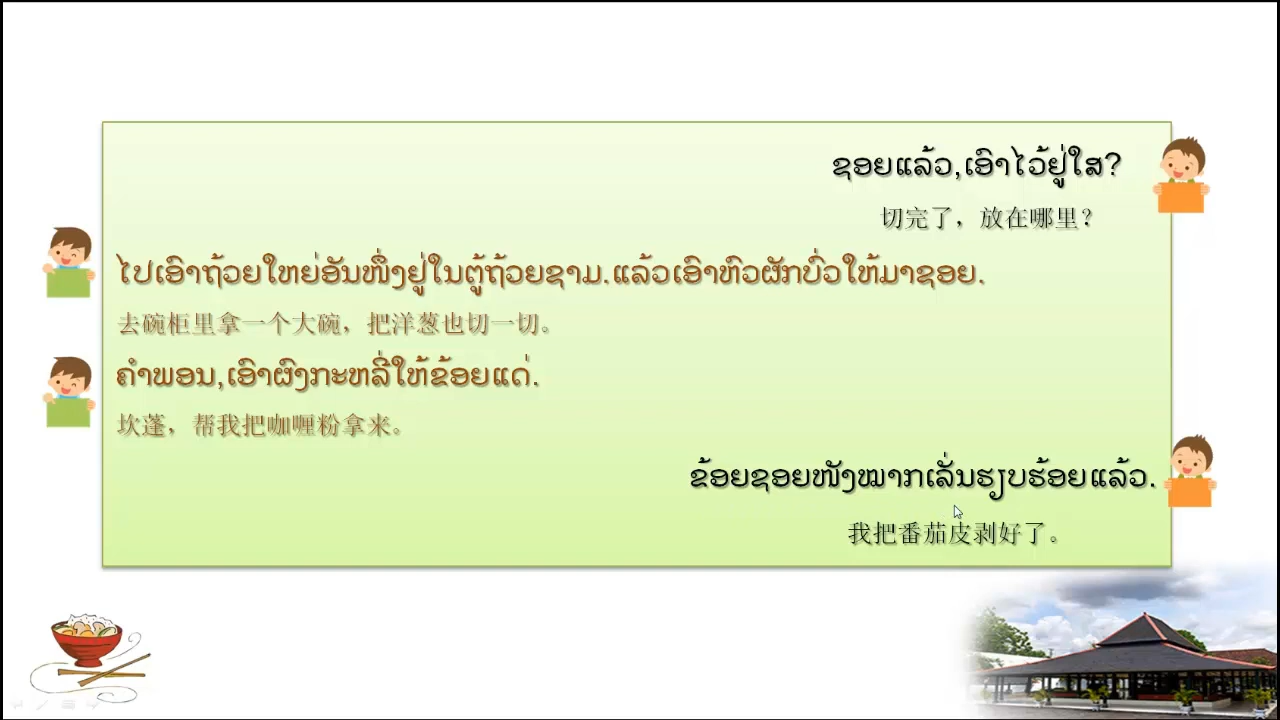 ຊອຍແລ້ວ,ເອົາໄວ້ຢູ່ໃສ?
切完了，放在哪里？
ໄປເອົາຖ້ວຍໃຫຍ່ອັນໜຶ່ງຢູ່ໃນຕູ້ຖ້ວຍຊາມ.ແລ້ວເອົາຫົວຜັກບົ່ວໃຫ້ມາຊອຍ.
去碗柜里拿一个大碗，把洋葱也切一切。
ຄຳພອນ,ເອົາຜົງກະຫລີ່ໃຫ້ຂ້ອຍແດ່.
坎蓬，帮我把咖喱粉拿来。
ຂ້ອຍຊອຍໜັງໝາກເລັ່ນຮຽບຮ້ອຍແລ້ວ.
我把番茄皮剥好了。